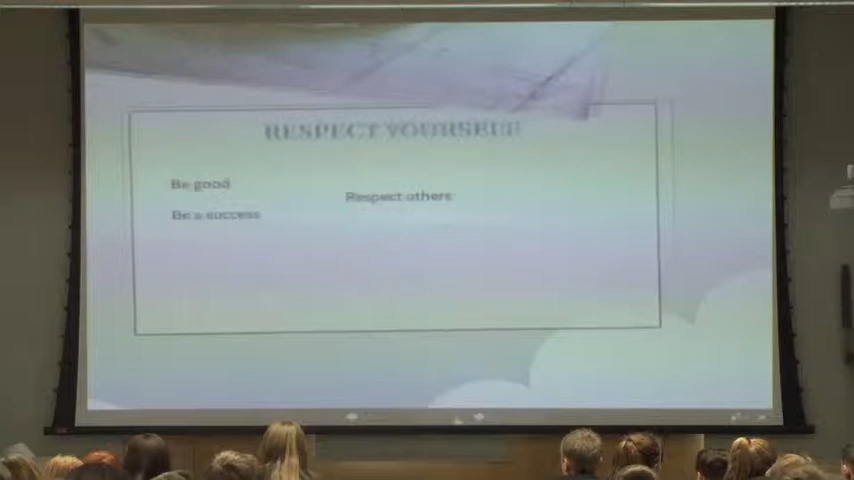 RESPECT YOURSELF
Be good
Respect others
Be a success